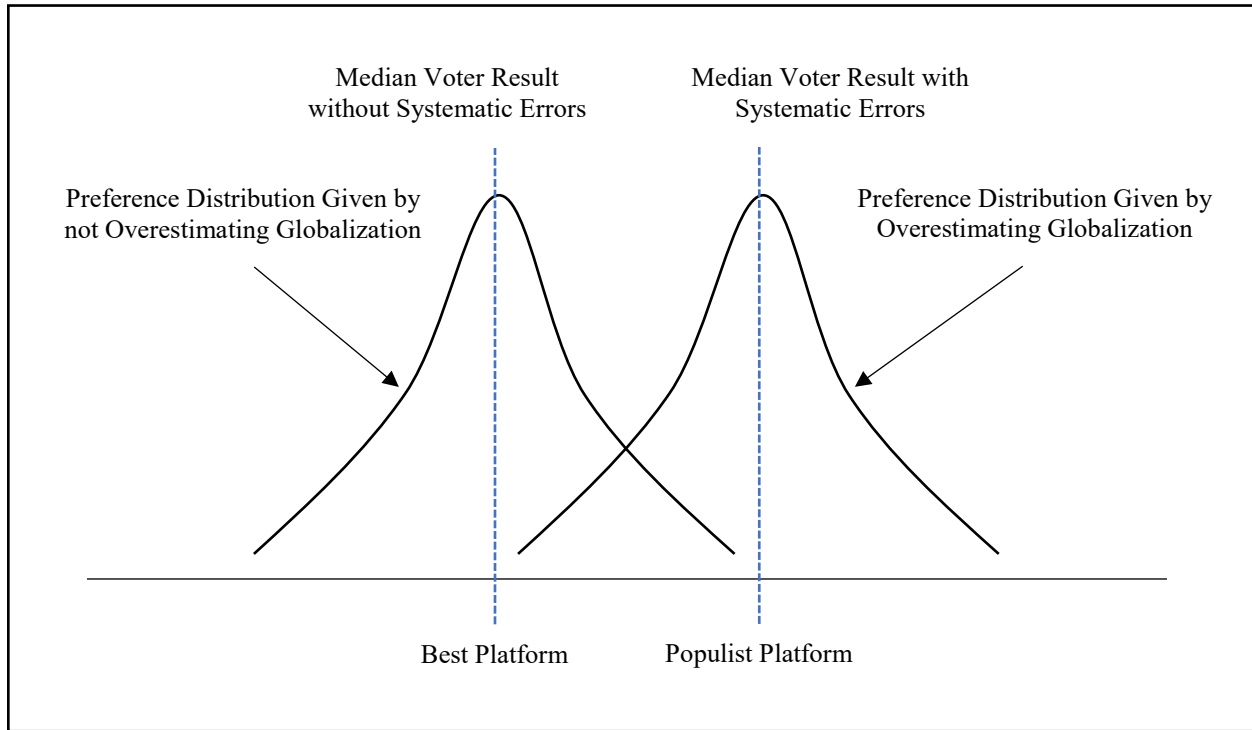 Median Voter Result
without Systematic Errors
Median Voter Result with
Systematic Errors
Preference Distribution Given by
not Overestimating Globalization
Preference Distribution Given by
Overestimating Globalization
Best Platform
Populist Platform